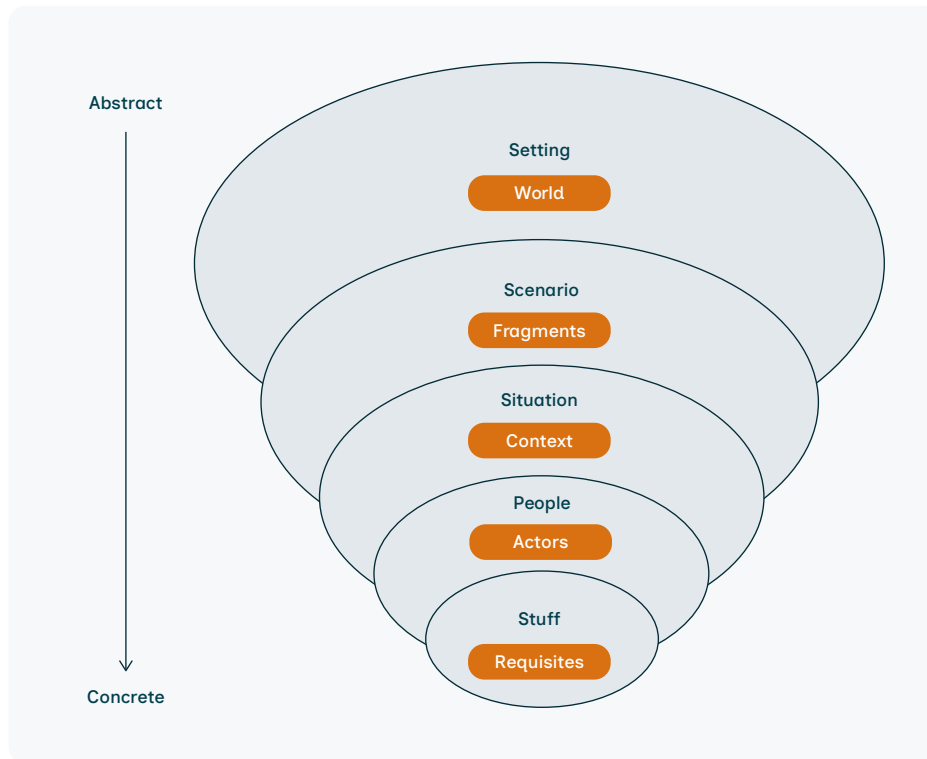 Abstract
Setting
World
Scenario
Fragments
Situation
Context
People
Actors
Stuff
Requisites
Concrete